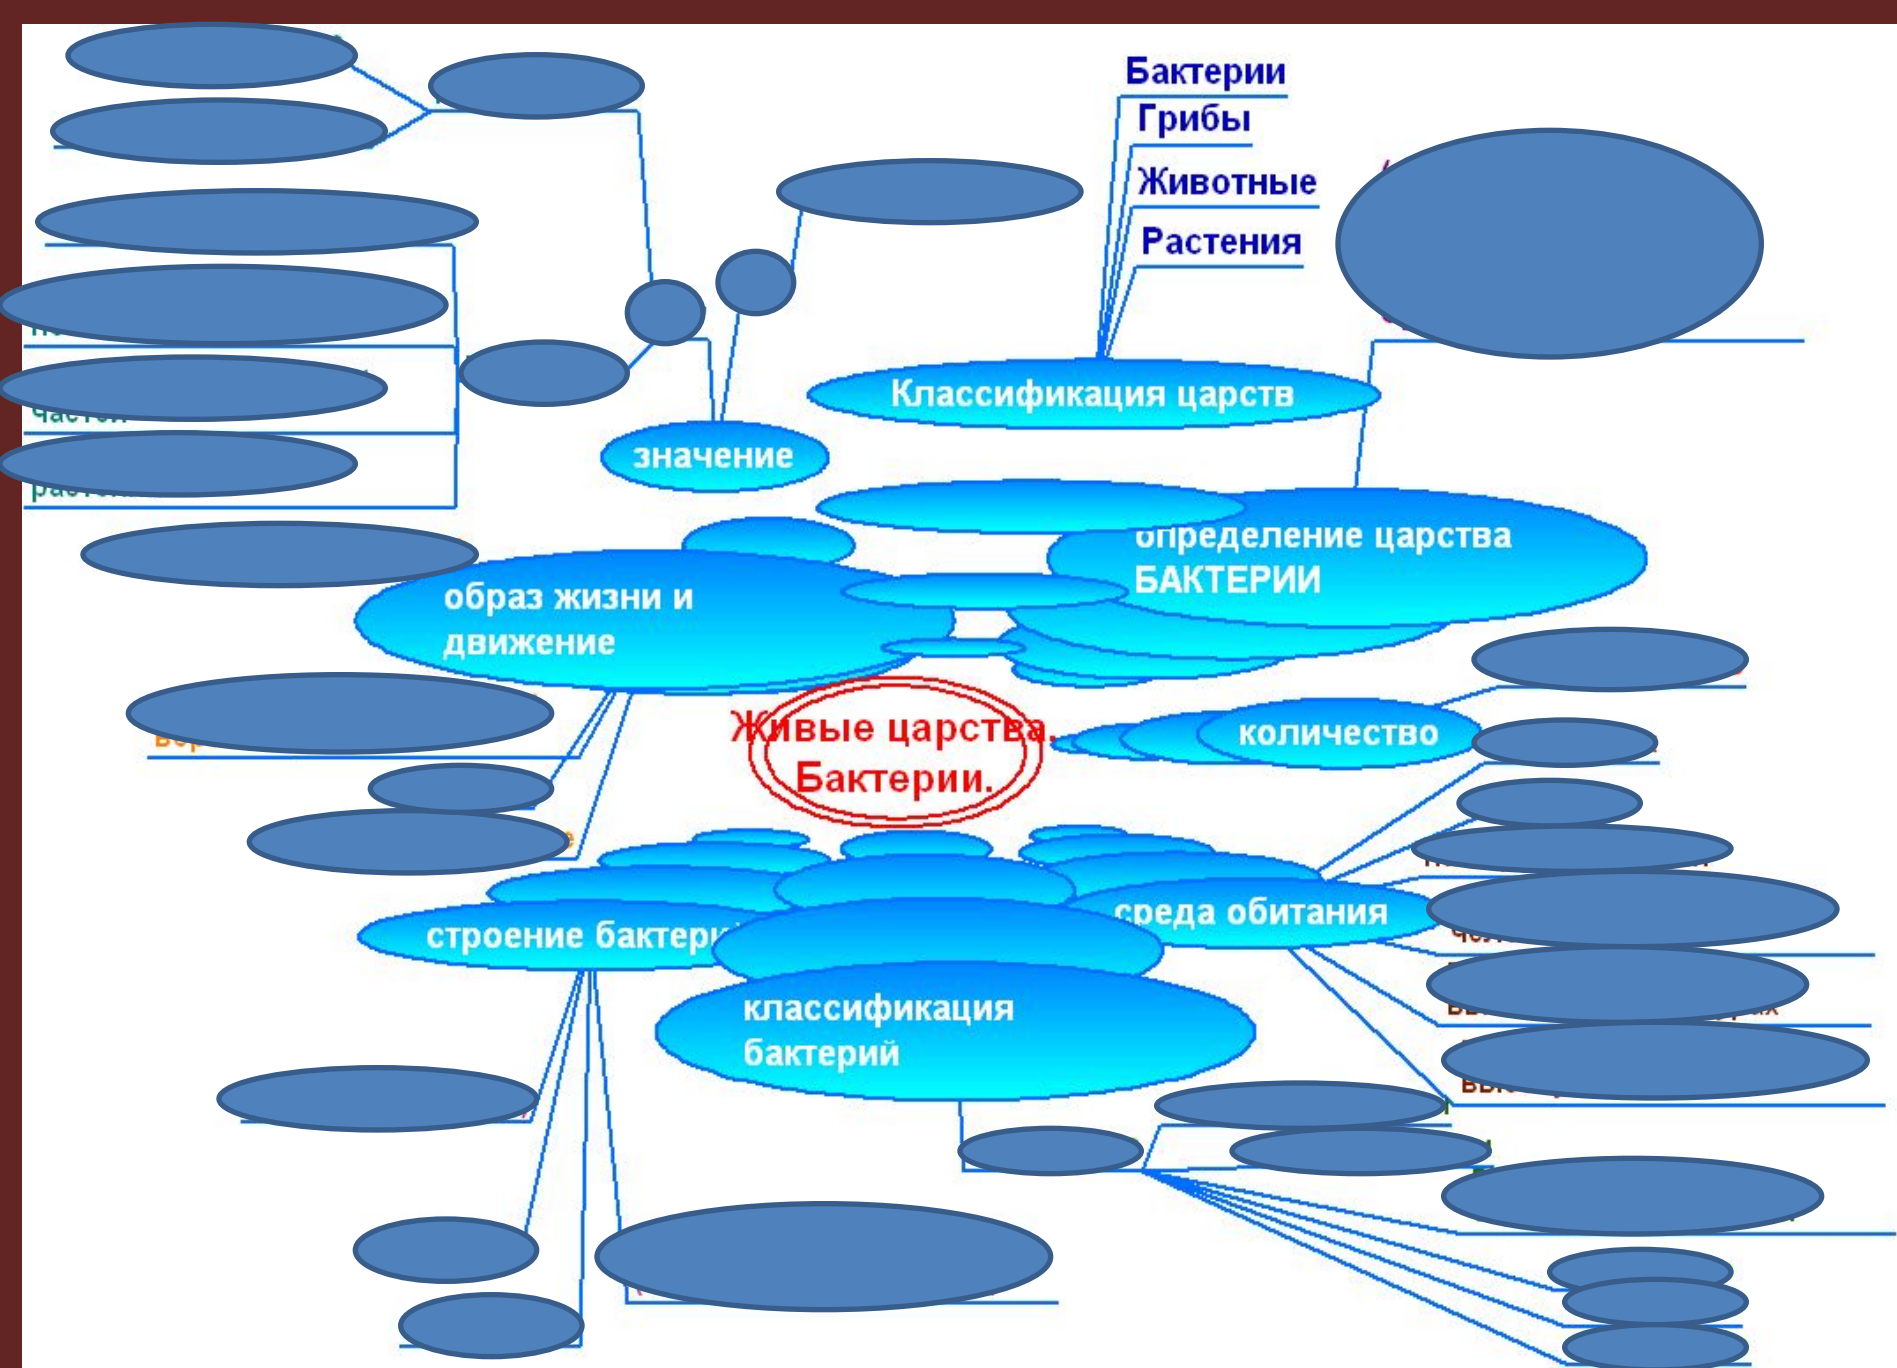 Бактерии
Грибы
Животные
Растения
Классификация царств
значение
определение царства
БАКТЕРИИ
образ жизни и
движение
Живые царства.
Бактерии.
количество
среда обитания
строение
классификация
бактерий